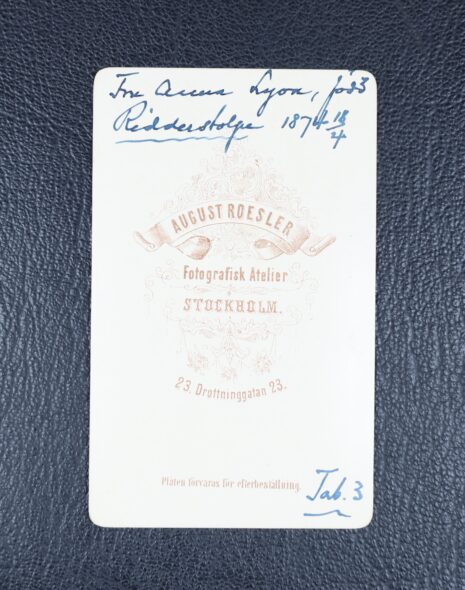 Fru Anna Lyon, född
Ridderstolpe 1874 18/4
AUGUST ROESLER
Fotografisk Atelier
STOCKHOLM.
23. Drottninggatan 23.
Plåten förvaras för efterbeställning.
Tab. 3